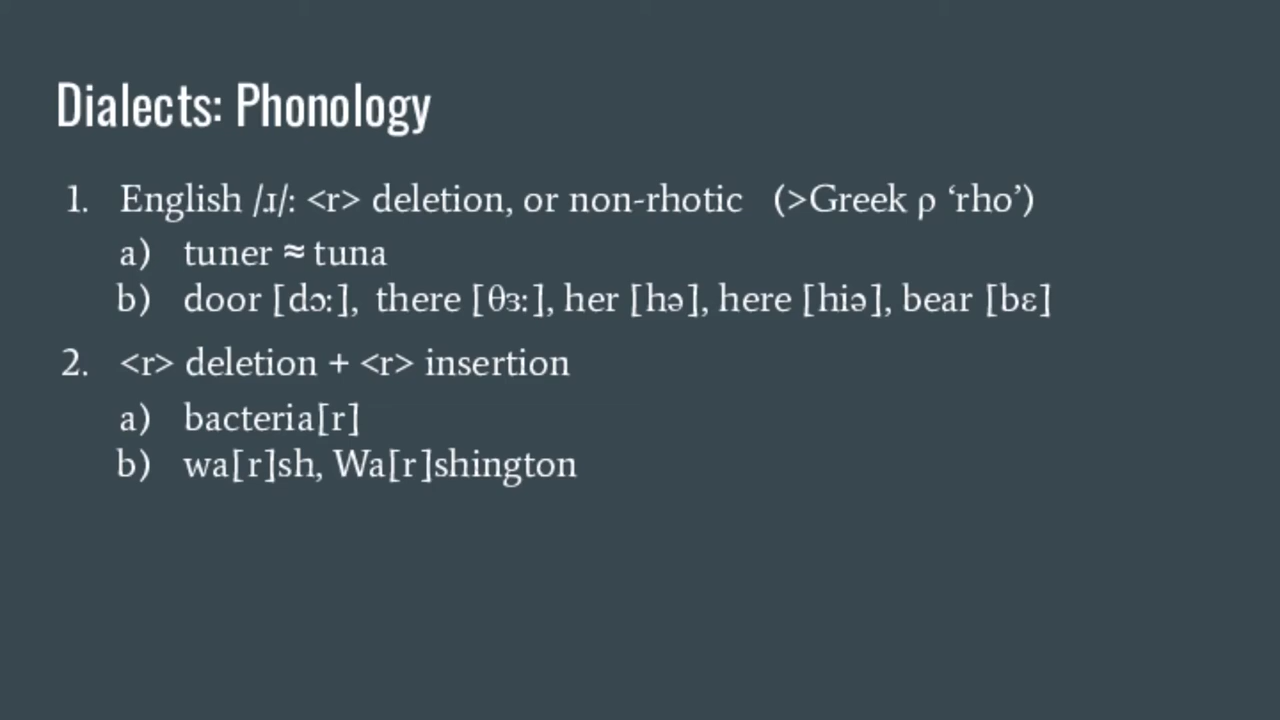 Dialects: Phonology
1. English /ɹ/: <r> deletion, or non-rhotic (>Greek ρ ‘rho’)
a) tuner ≈ tuna
b) door [dɔ:], there [θɜ:], her [hə], here [hiə], bear [bɛ]
2. <r> deletion + <r> insertion
a) bacteria[r]
b) wa[r]sh, Wa[r]shington